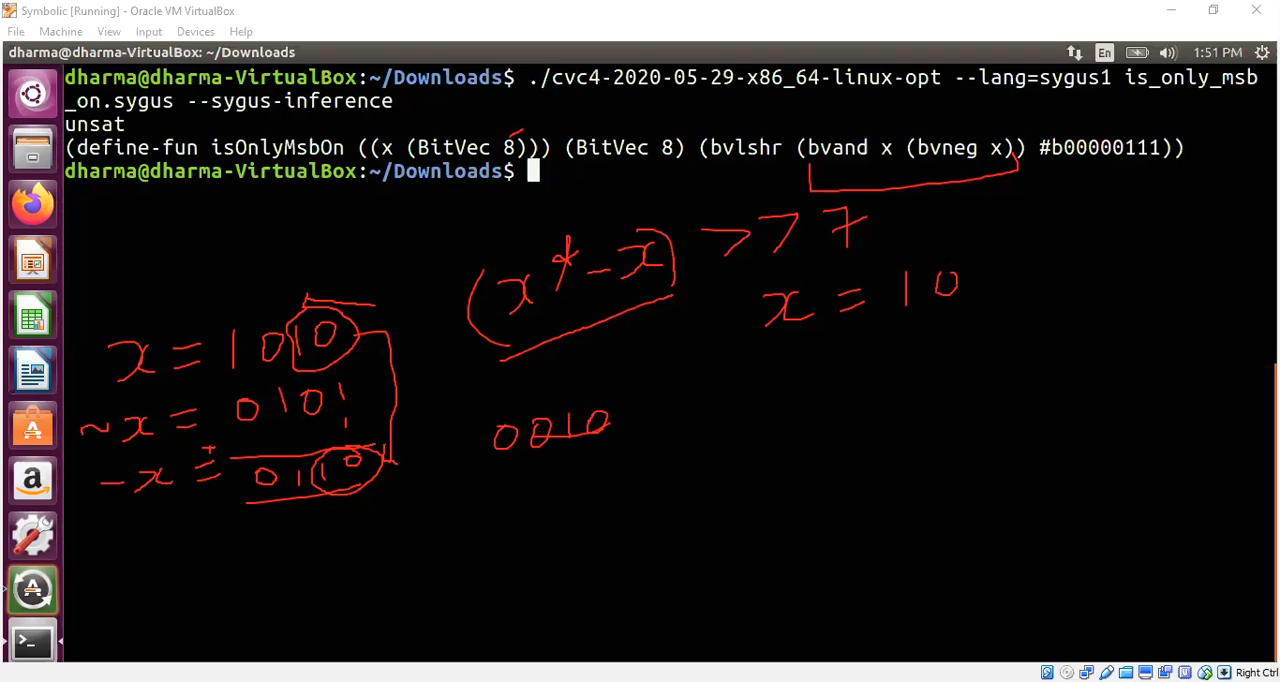 Symbolic [Running] - Oracle VM VirtualBox
File Machine View Input Devices Help
dharma@dharma-VirtualBox: ~/Downloads
En
1:51 PM
dharma@dharma-VirtualBox:~/Downloads$ ./cvc4-2020-05-29-x86_64-linux-opt --lang=sygus1 is_only_msb
_on.sygus --sygus-inference
unsat
(define-fun isOnlyMsbOn ((x (BitVec 8))) (BitVec 8) (bvlshr (bvand x (bvneg x)) #b00000111))
dharma@dharma-VirtualBox:~/Downloads$
(x * - x) >> 7
x = 10
x = 1010
~x = 0101
- x = 0110
0010
Right Ctrl